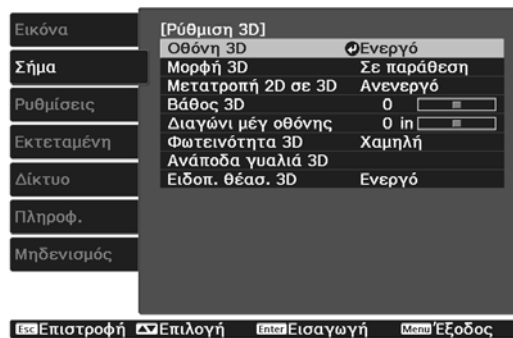 Εικόνα
Σήμα
Ρυθμίσεις
Εκτεταμένη
Δίκτυο
Πληροφ.
Μηδενισμός
[Ρύθμιση 3D]
Οθόνη 3D Ενεργό
Μορφή 3D Σε παράθεση
Μετατροπή 2D σε 3D Ανενεργό
Βάθος 3D 0
Διαγώνι μέγ οθόνης 0 in
Φωτεινότητα 3D Χαμηλή
Ανάποδα γυαλιά 3D
Ειδοπ. θέασ. 3D Ενεργό
Esc Επιστροφή Επιλογή Enter Εισαγωγή Menu Έξοδος